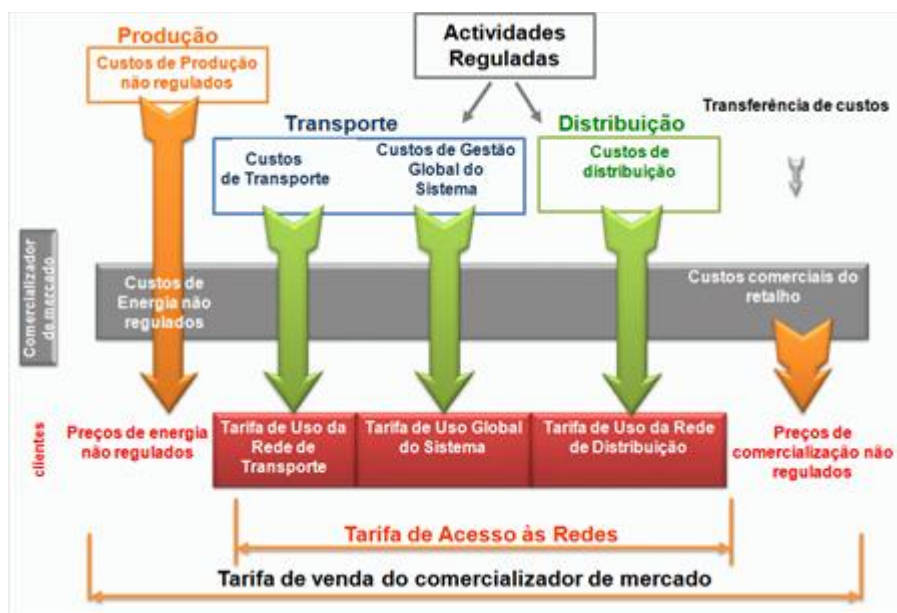 Produção
Custos de Produção
não regulados
Actividades
Reguladas
Transferência de custos
Transporte
Custos
de Transporte
Custos de Gestão
Global do
Sistema
Distribuição
Custos de
distribuição
Comercializador
de mercado
Custos de
Energia não
regulados
Custos comerciais do
retalho
clientes
Preços de energia
não regulados
Tarifa de Uso da
Rede de
Transporte
Tarifa de Uso Global
do Sistema
Tarifa de Uso da Rede
de Distribuição
Preços de
comercialização não
regulados
Tarifa de Acesso às Redes
Tarifa de venda do comercializador de mercado